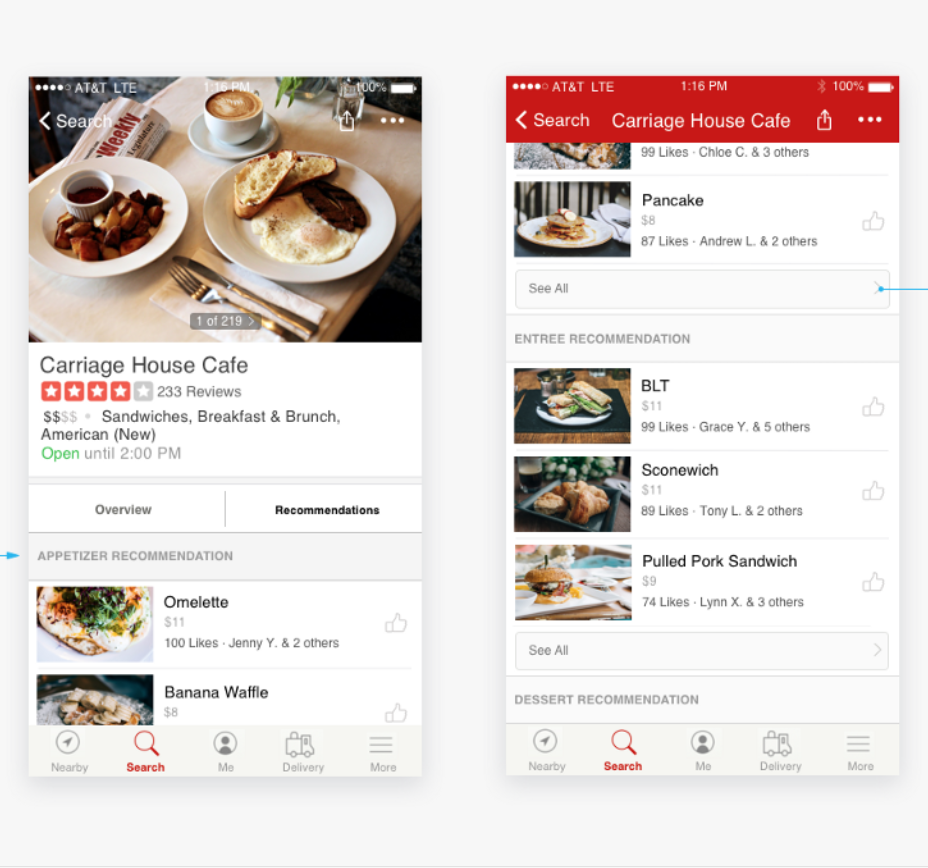 AT&T LTE 1:16 PM 100%
Search
Weekly
1 of 219
Carriage House Cafe
233 Reviews
$$$$ • Sandwiches, Breakfast & Brunch,
American (New)
Open until 2:00 PM
Overview Recommendations
APPETIZER RECOMMENDATION
Omelette
$11
100 Likes · Jenny Y. & 2 others
Banana Waffle
$8
Nearby Search Me Delivery More
AT&T LTE 1:16 PM 100%
Search Carriage House Cafe
99 Likes · Chloe C. & 3 others
Pancake
$8
87 Likes · Andrew L. & 2 others
See All
ENTREE RECOMMENDATION
BLT
$11
99 Likes · Grace Y. & 5 others
Sconewich
$11
89 Likes · Tony L. & 2 others
Pulled Pork Sandwich
$9
74 Likes · Lynn X. & 3 others
See All
DESSERT RECOMMENDATION
Nearby Search Me Delivery More